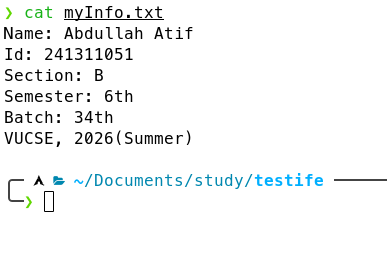 ❯ cat myInfo.txt
Name: Abdullah Atif
Id: 241311051
Section: B
Semester: 6th
Batch: 34th
VUCSE, 2026(Summer)
~/Documents/study/testife
❯